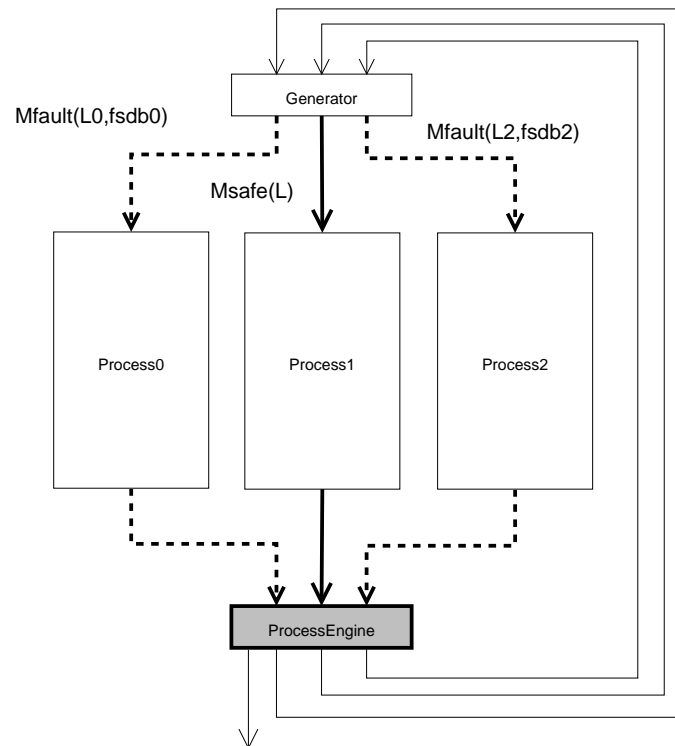 Generator
Mfault(L0,fsdb0)
Mfault(L2,fsdb2)
Msafe(L)
Process0
Process1
Process2
ProcessEngine